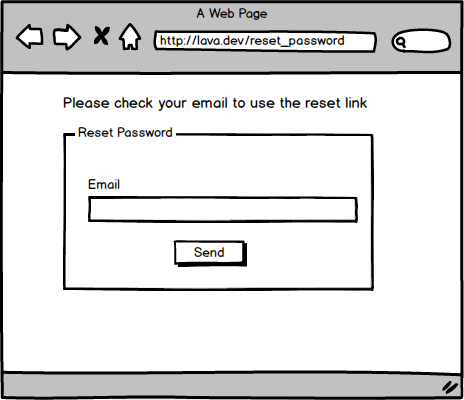 A Web Page
http://lava.dev/reset_password
Please check your email to use the reset link
Reset Password
Email
Send